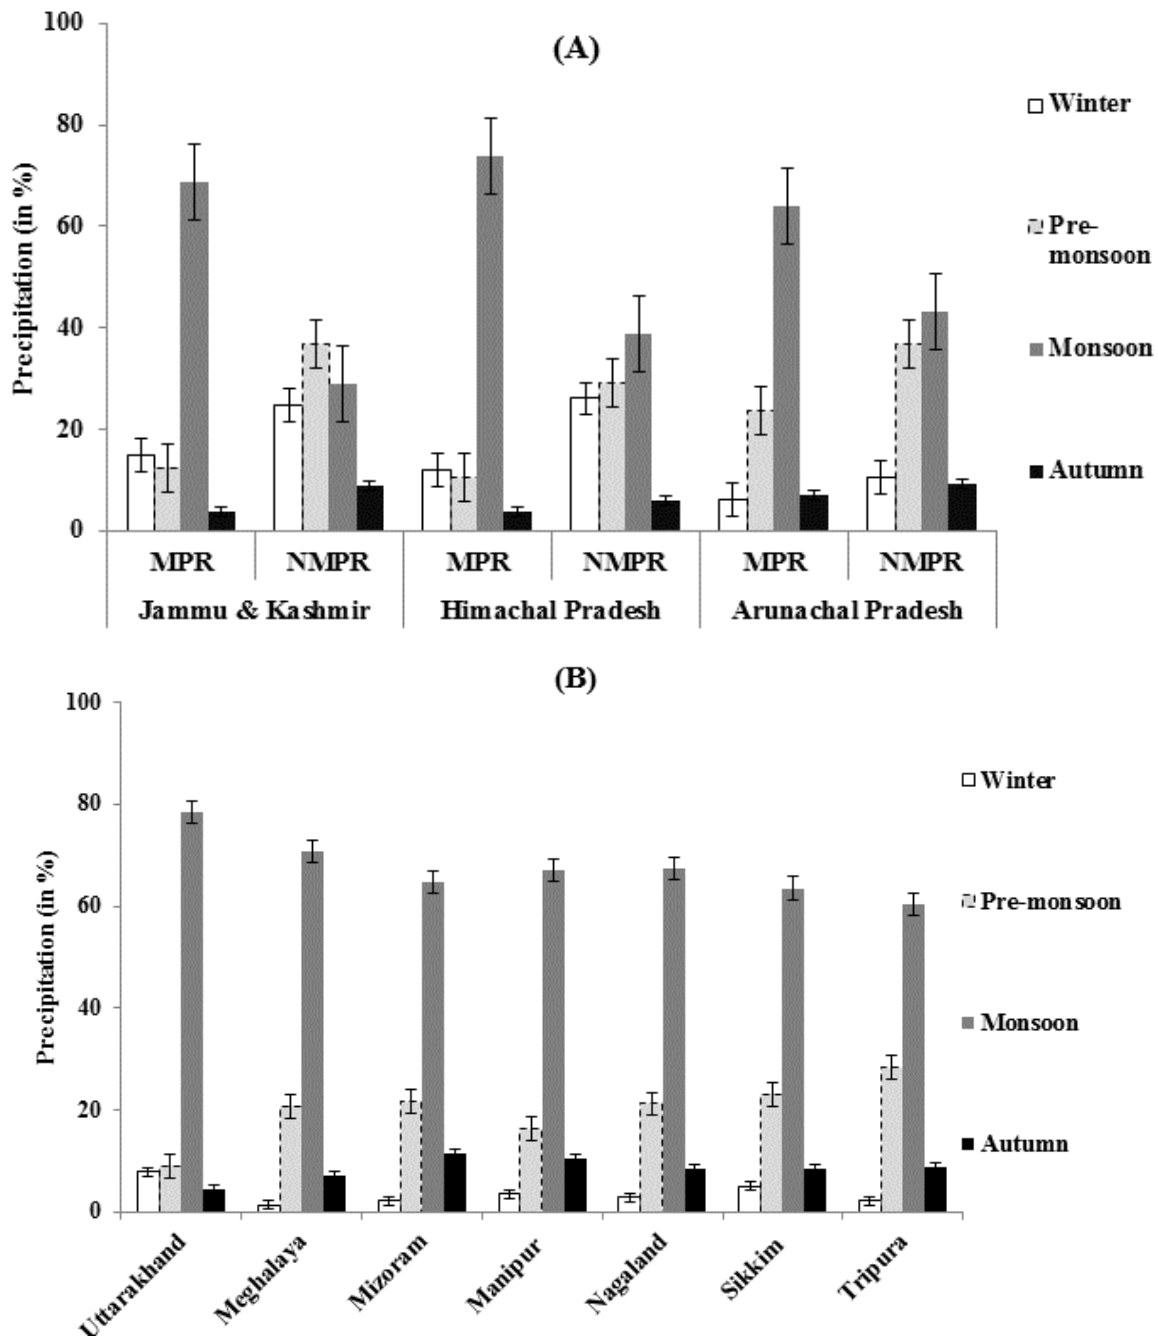 (A)
Precipitation (in %)
100
80
60
40
20
0
MPR NMPR MPR NMPR MPR NMPR
Jammu & Kashmir Himachal Pradesh Arunachal Pradesh
Winter
Pre-
monsoon
Monsoon
Autumn
(B)
Precipitation (in %)
100
80
60
40
20
0
Uttarakhand
Meghalaya
Mizoram
Manipur
Nagaland
Sikkim
Tripura
Winter
Pre-monsoon
Monsoon
Autumn